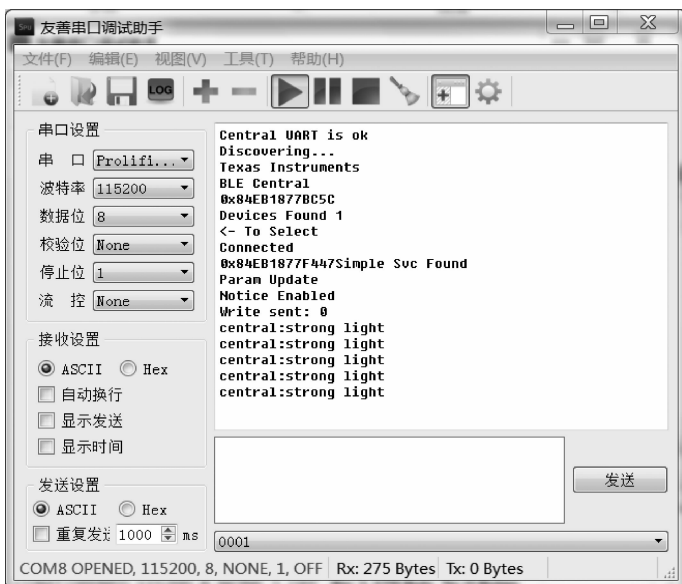 友善串口调试助手
文件(F) 编辑(E) 视图(V) 工具(T) 帮助(H)
LOG
串口设置
串 口 Prolifi...
波特率 115200
数据位 8
校验位 None
停止位 1
流 控 None
接收设置
ASCII Hex
自动换行
显示发送
显示时间
发送设置
ASCII Hex
重复发送 1000 ms
Central UART is ok
Discovering...
Texas Instruments
BLE Central
0x84EB1877BC5C
Devices Found 1
<- To Select
Connected
0x84EB1877F447Simple Svc Found
Param Update
Notice Enabled
Write sent: 0
central:strong light
central:strong light
central:strong light
central:strong light
central:strong light
发送
0001
COM8 OPENED, 115200, 8, NONE, 1, OFF Rx: 275 Bytes Tx: 0 Bytes